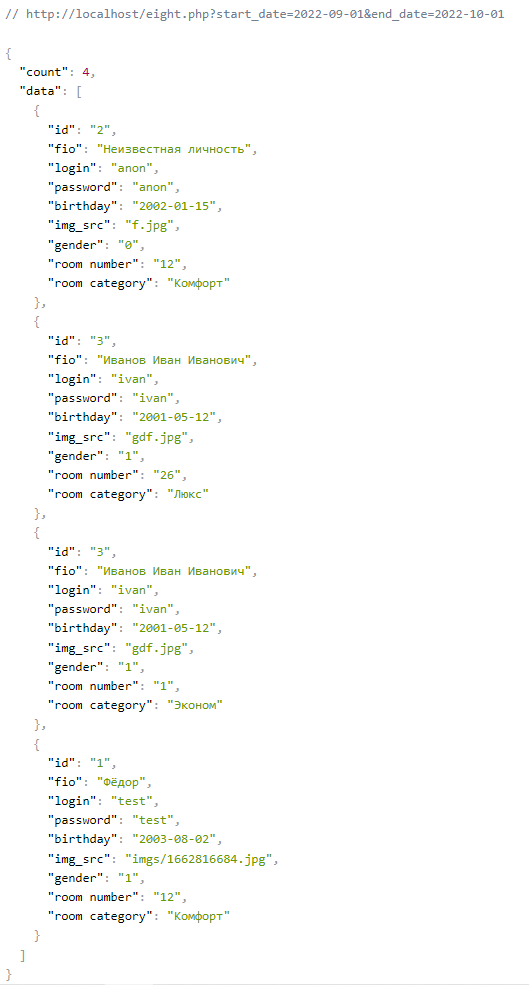 // http://localhost/eight.php?start_date=2022-09-01&end_date=2022-10-01
{
"count": 4,
"data": [
{
"id": "2",
"fio": "Неизвестная личность",
"login": "anon",
"password": "anon",
"birthday": "2002-01-15",
"img_src": "f.jpg",
"gender": "0",
"room number": "12",
"room category": "Комфорт"
},
{
"id": "3",
"fio": "Иванов Иван Иванович",
"login": "ivan",
"password": "ivan",
"birthday": "2001-05-12",
"img_src": "gdf.jpg",
"gender": "1",
"room number": "26",
"room category": "Люкс"
},
{
"id": "3",
"fio": "Иванов Иван Иванович",
"login": "ivan",
"password": "ivan",
"birthday": "2001-05-12",
"img_src": "gdf.jpg",
"gender": "1",
"room number": "1",
"room category": "Эконом"
},
{
"id": "1",
"fio": "Фёдор",
"login": "test",
"password": "test",
"birthday": "2003-08-02",
"img_src": "imgs/1662816684.jpg",
"gender": "1",
"room number": "12",
"room category": "Комфорт"
}
]
}